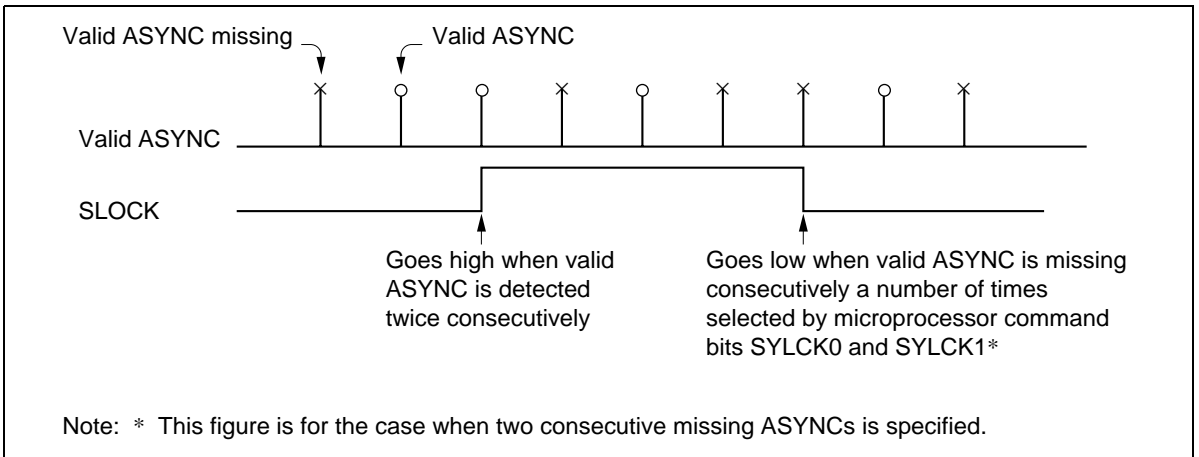 Valid ASYNC missing
Valid ASYNC
Valid ASYNC
SLOCK
Goes high when valid
ASYNC is detected
twice consecutively
Goes low when valid ASYNC is missing
consecutively a number of times
selected by microprocessor command
bits SYLCK0 and SYLCK1*
Note: * This figure is for the case when two consecutive missing ASYNCs is specified.